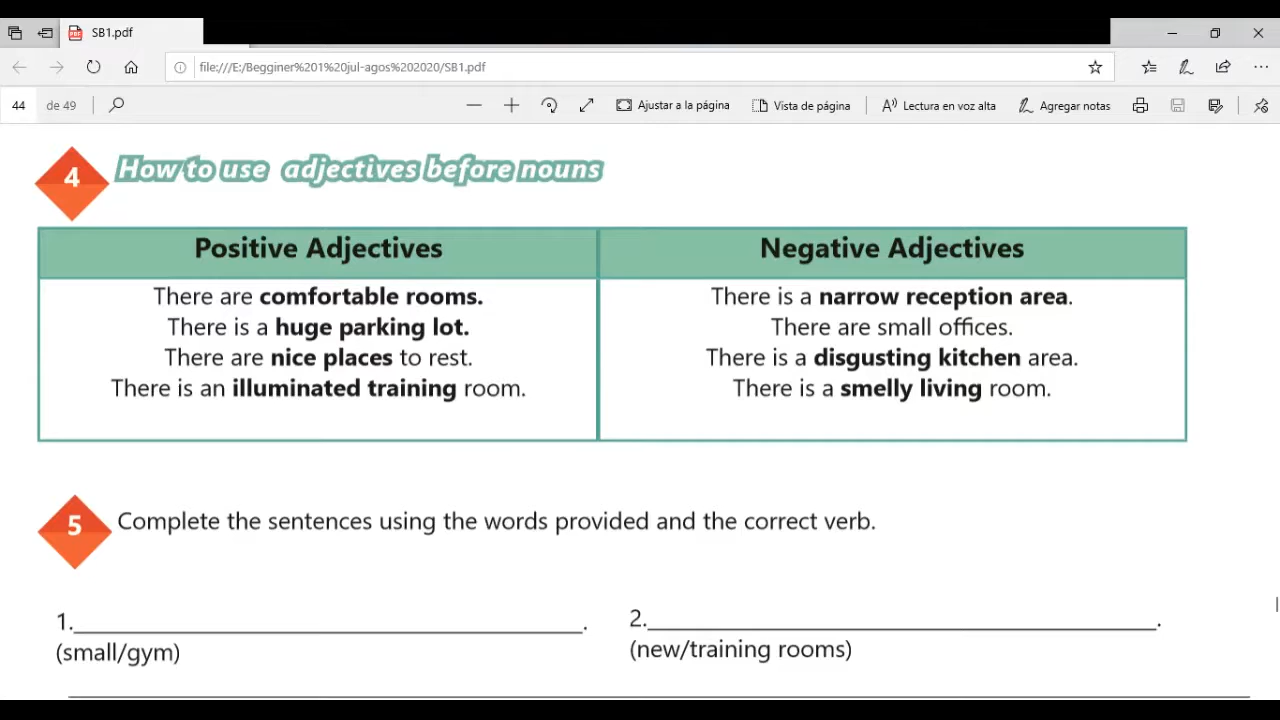 SB1.pdf
file:///E:/Begginer%201%20jul-agos%202020/SB1.pdf
44 de 49 Ajustar a la página Vista de página Lectura en voz alta Agregar notas
4 How to use adjectives before nouns
Positive Adjectives
There are comfortable rooms.
There is a huge parking lot.
There are nice places to rest.
There is an illuminated training room.
Negative Adjectives
There is a narrow reception area.
There are small offices.
There is a disgusting kitchen area.
There is a smelly living room.
5 Complete the sentences using the words provided and the correct verb.
1.______________________________________.
(small/gym)
2.______________________________________.
(new/training rooms)